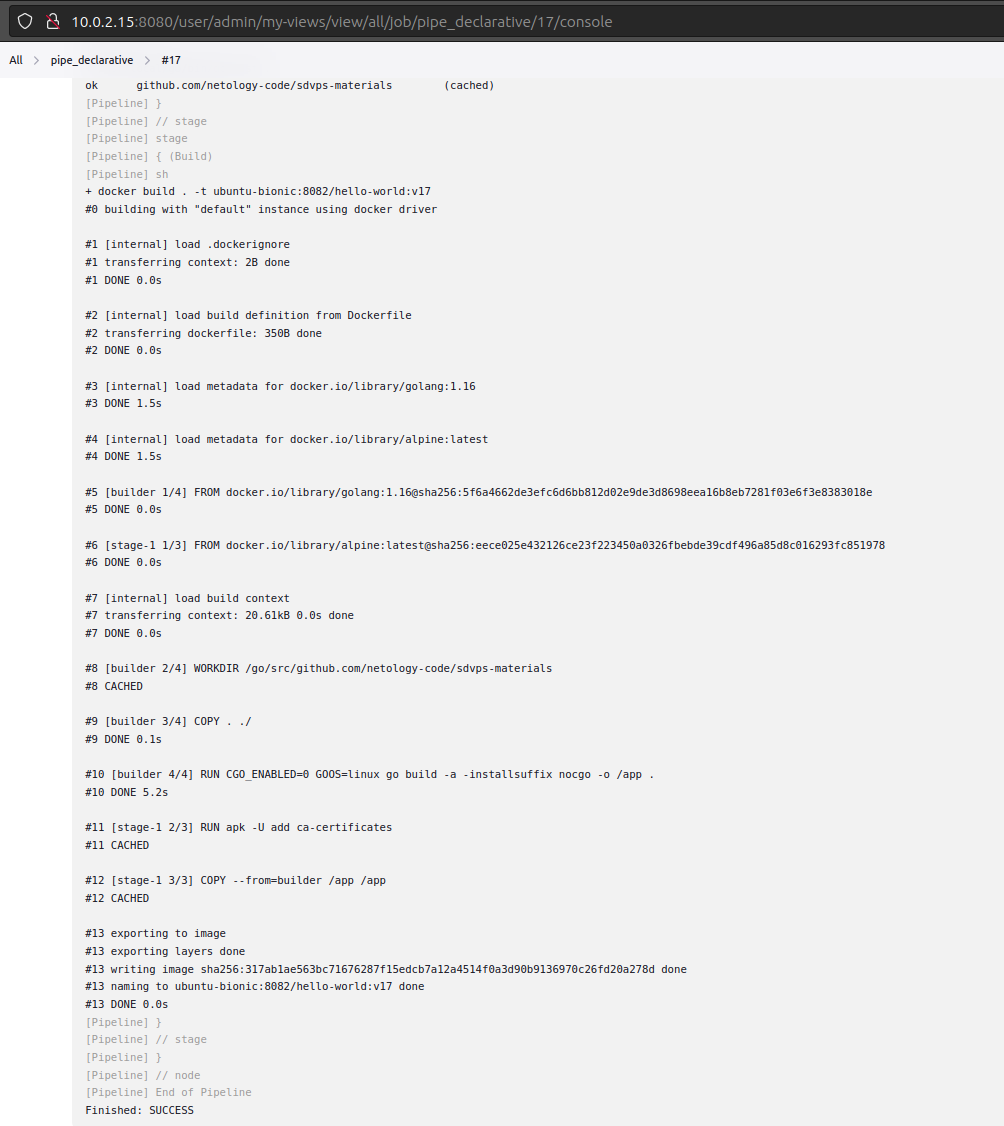 10.0.2.15:8080/user/admin/my-views/view/all/job/pipe_declarative/17/console
All > pipe_declarative > #17
ok github.com/netology-code/sdvps-materials (cached)
[Pipeline] }
[Pipeline] // stage
[Pipeline] stage
[Pipeline] { (Build)
[Pipeline] sh
+ docker build . -t ubuntu-bionic:8082/hello-world:v17
#0 building with "default" instance using docker driver
#1 [internal] load .dockerignore
#1 transferring context: 2B done
#1 DONE 0.0s
#2 [internal] load build definition from Dockerfile
#2 transferring dockerfile: 350B done
#2 DONE 0.0s
#3 [internal] load metadata for docker.io/library/golang:1.16
#3 DONE 1.5s
#4 [internal] load metadata for docker.io/library/alpine:latest
#4 DONE 1.5s
#5 [builder 1/4] FROM docker.io/library/golang:1.16@sha256:5f6a4662de3efc6d6bb812d02e9de3d8698eea16b8eb7281f03e6f3e8383018e
#5 DONE 0.0s
#6 [stage-1 1/3] FROM docker.io/library/alpine:latest@sha256:eece025e432126ce23f223450a0326fbebde39cdf496a85d8c016293fc851978
#6 DONE 0.0s
#7 [internal] load build context
#7 transferring context: 20.61kB 0.0s done
#7 DONE 0.0s
#8 [builder 2/4] WORKDIR /go/src/github.com/netology-code/sdvps-materials
#8 CACHED
#9 [builder 3/4] COPY . ./
#9 DONE 0.1s
#10 [builder 4/4] RUN CGO_ENABLED=0 GOOS=linux go build -a -installsuffix nocgo -o /app .
#10 DONE 5.2s
#11 [stage-1 2/3] RUN apk -U add ca-certificates
#11 CACHED
#12 [stage-1 3/3] COPY --from=builder /app /app
#12 CACHED
#13 exporting to image
#13 exporting layers done
#13 writing image sha256:317ab1ae563bc71676287f15edcb7a12a4514f0a3d90b9136970c26fd20a278d done
#13 naming to ubuntu-bionic:8082/hello-world:v17 done
#13 DONE 0.0s
[Pipeline] }
[Pipeline] // stage
[Pipeline] }
[Pipeline] // node
[Pipeline] End of Pipeline
Finished: SUCCESS